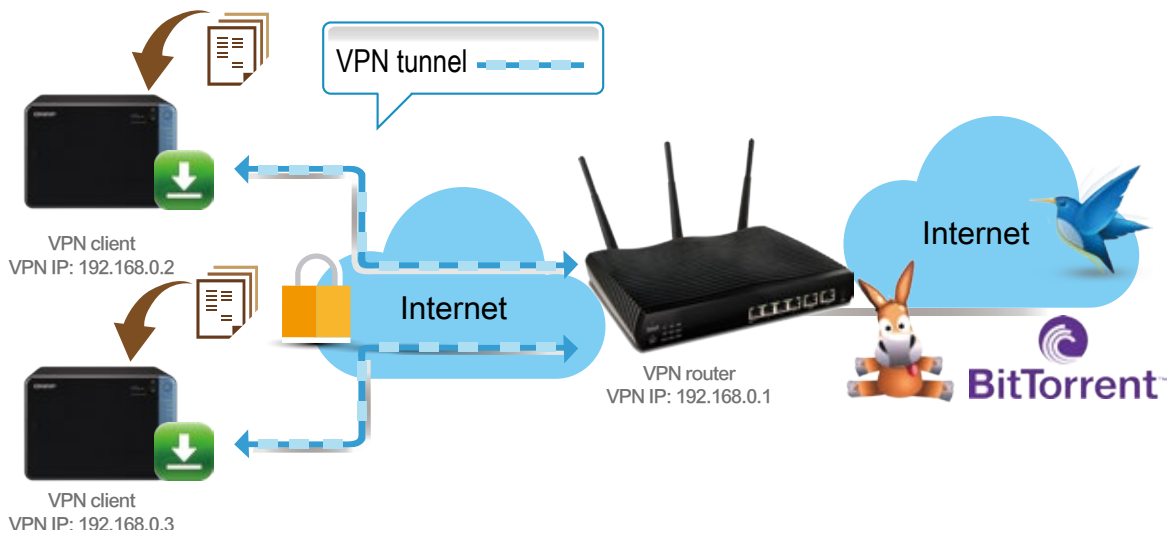 VPN tunnel
VPN client
VPN IP: 192.168.0.2
Internet
Internet
VPN router
VPN IP: 192.168.0.1
BitTorrent
VPN client
VPN IP: 192.168.0.3